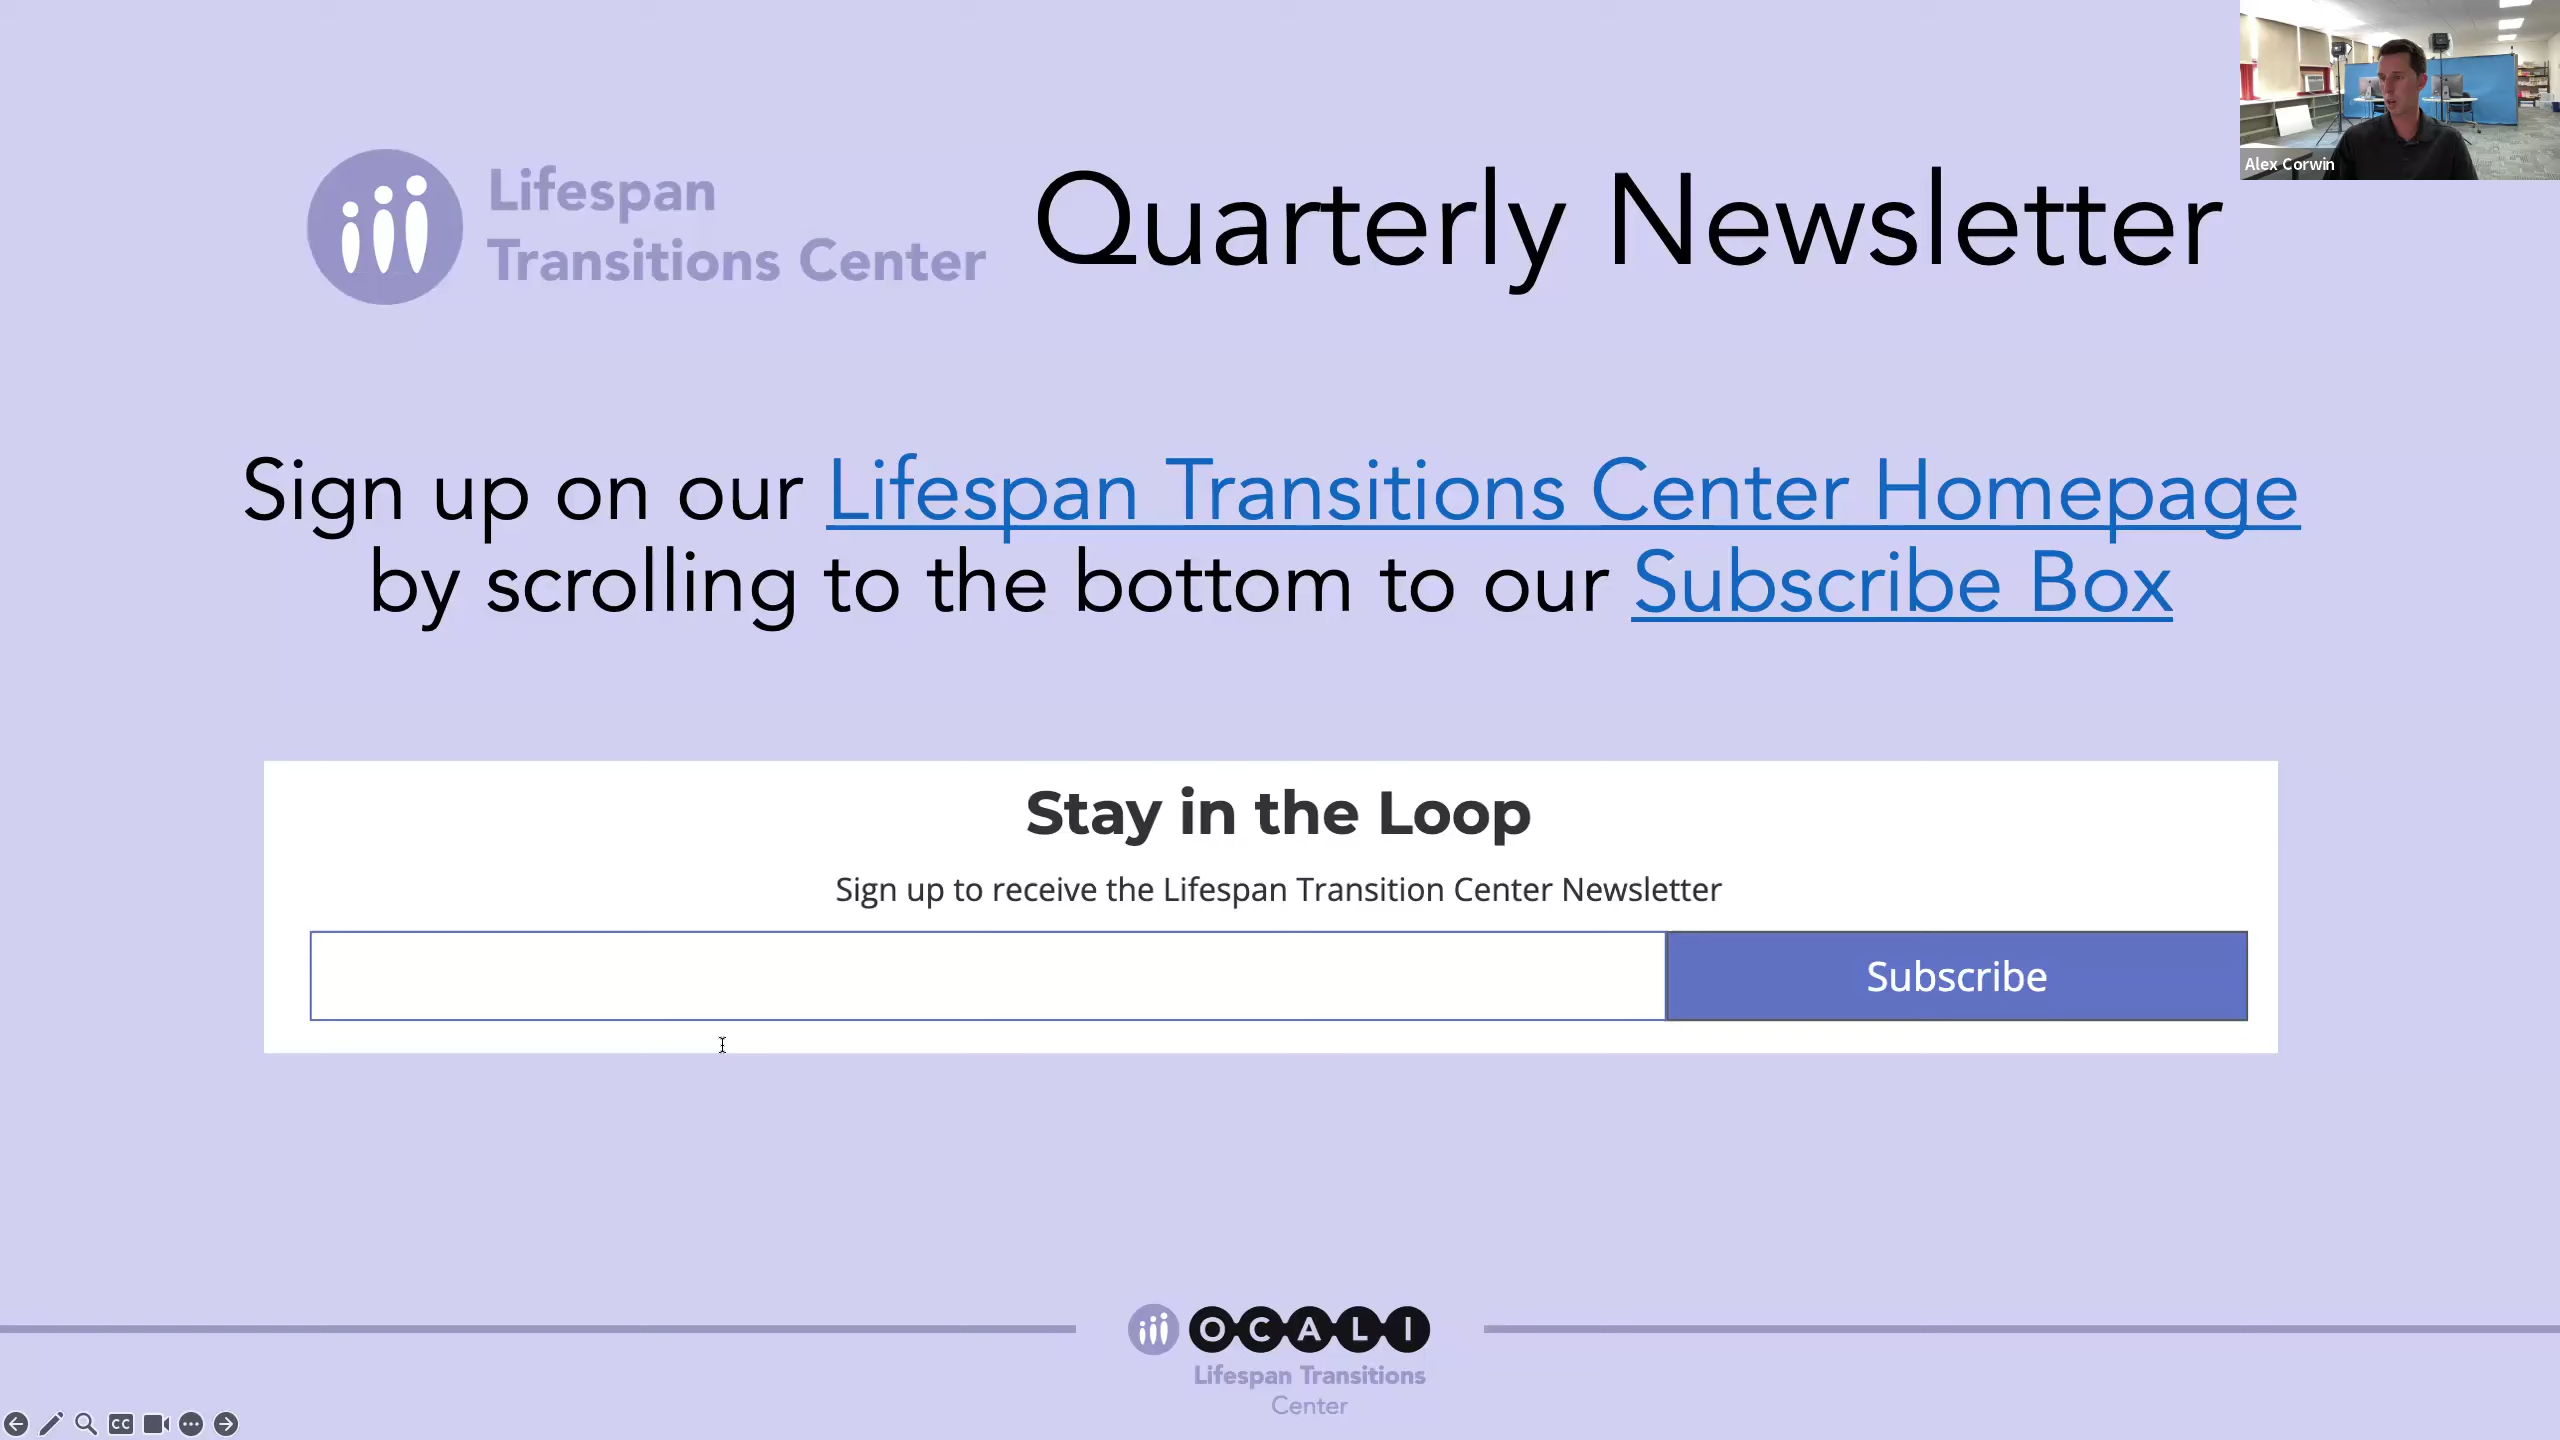 Alex Corwin
Lifespan
Transitions Center
Quarterly Newsletter
Sign up on our Lifespan Transitions Center Homepage
by scrolling to the bottom to our Subscribe Box
Stay in the Loop
Sign up to receive the Lifespan Transition Center Newsletter
Subscribe
OCALI
Lifespan Transitions
Center
CC